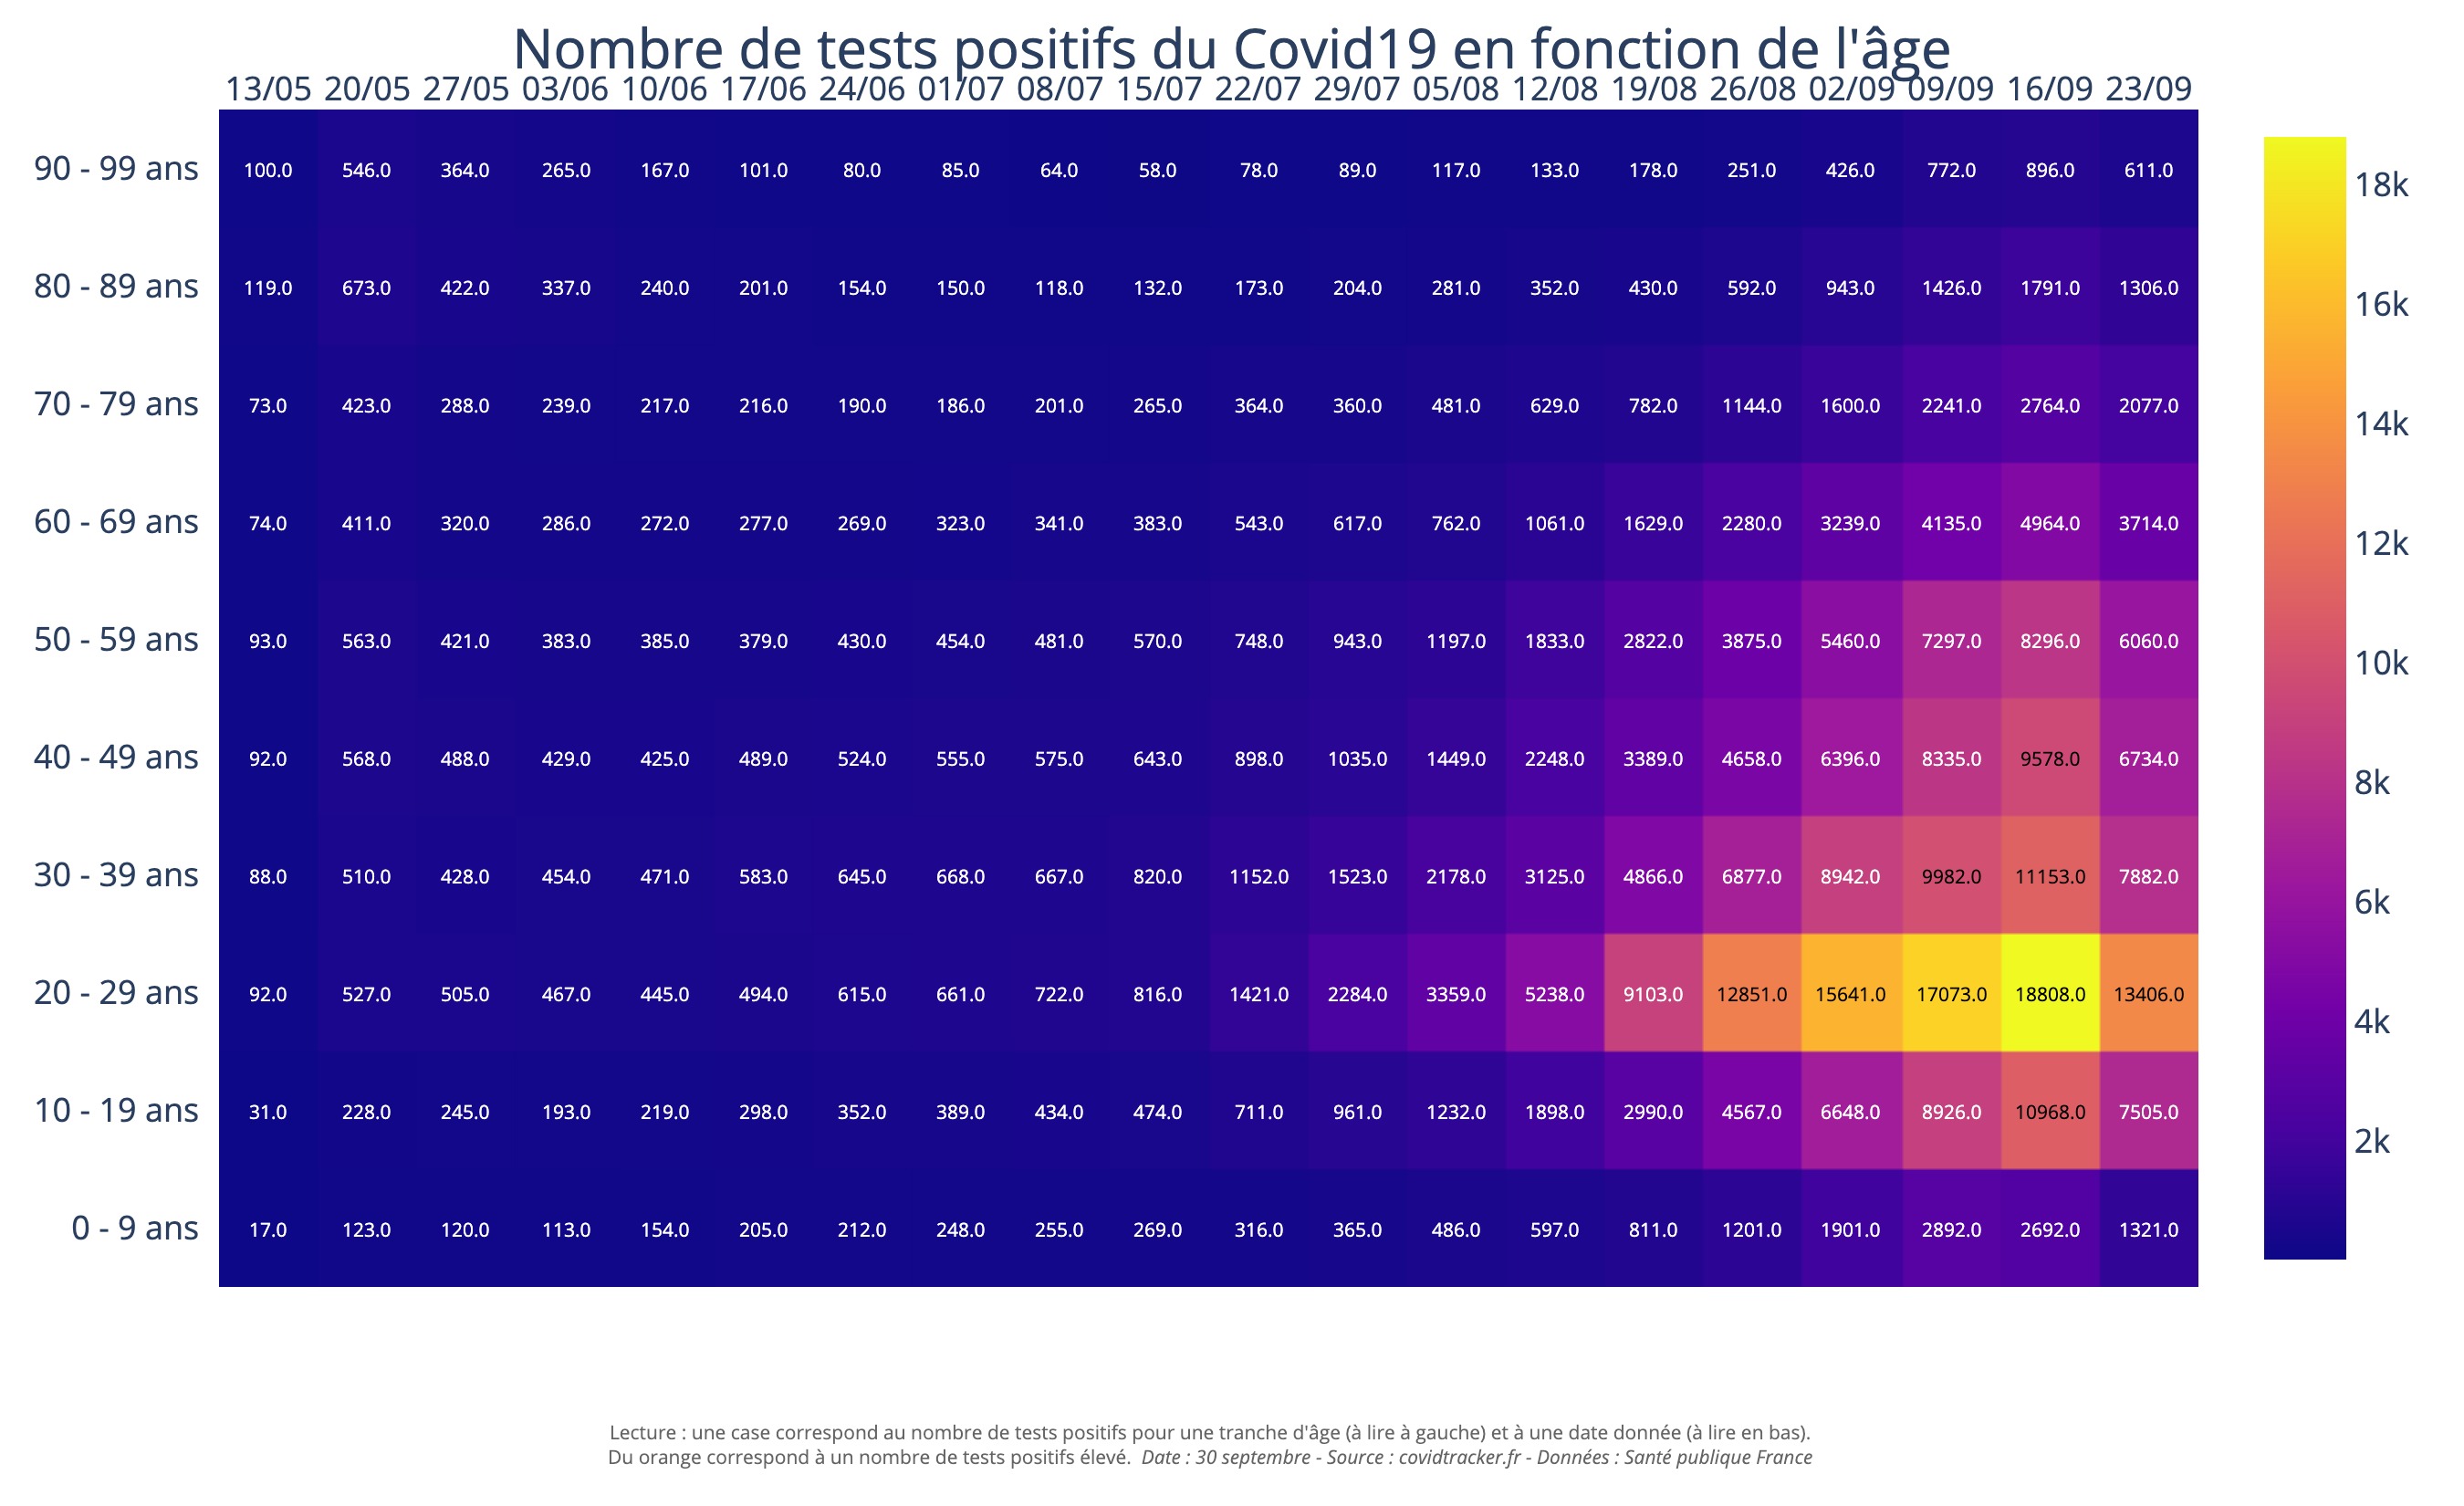 Nombre de tests positifs du Covid19 en fonction de l'âge
13/05 20/05 27/05 03/06 10/06 17/06 24/06 01/07 08/07 15/07 22/07 29/07 05/08 12/08 19/08 26/08 02/09 09/09 16/09 23/09
90 - 99 ans 100.0 546.0 364.0 265.0 167.0 101.0 80.0 85.0 64.0 58.0 78.0 89.0 117.0 133.0 178.0 251.0 426.0 772.0 896.0 611.0
18k
80 - 89 ans 119.0 673.0 422.0 337.0 240.0 201.0 154.0 150.0 118.0 132.0 173.0 204.0 281.0 352.0 430.0 592.0 943.0 1426.0 1791.0 1306.0
16k
70 - 79 ans 73.0 423.0 288.0 239.0 217.0 216.0 190.0 186.0 201.0 265.0 364.0 360.0 481.0 629.0 782.0 1144.0 1600.0 2241.0 2764.0 2077.0
14k
60 - 69 ans 74.0 411.0 320.0 286.0 272.0 277.0 269.0 323.0 341.0 383.0 543.0 617.0 762.0 1061.0 1629.0 2280.0 3239.0 4135.0 4964.0 3714.0
12k
50 - 59 ans 93.0 563.0 421.0 383.0 385.0 379.0 430.0 454.0 481.0 570.0 748.0 943.0 1197.0 1833.0 2822.0 3875.0 5460.0 7297.0 8296.0 6060.0
10k
40 - 49 ans 92.0 568.0 488.0 429.0 425.0 489.0 524.0 555.0 575.0 643.0 898.0 1035.0 1449.0 2248.0 3389.0 4658.0 6396.0 8335.0 9578.0 6734.0
8k
30 - 39 ans 88.0 510.0 428.0 454.0 471.0 583.0 645.0 668.0 667.0 820.0 1152.0 1523.0 2178.0 3125.0 4866.0 6877.0 8942.0 9982.0 11153.0 7882.0
6k
20 - 29 ans 92.0 527.0 505.0 467.0 445.0 494.0 615.0 661.0 722.0 816.0 1421.0 2284.0 3359.0 5238.0 9103.0 12851.0 15641.0 17073.0 18808.0 13406.0
4k
10 - 19 ans 31.0 228.0 245.0 193.0 219.0 298.0 352.0 389.0 434.0 474.0 711.0 961.0 1232.0 1898.0 2990.0 4567.0 6648.0 8926.0 10968.0 7505.0
2k
0 - 9 ans 17.0 123.0 120.0 113.0 154.0 205.0 212.0 248.0 255.0 269.0 316.0 365.0 486.0 597.0 811.0 1201.0 1901.0 2892.0 2692.0 1321.0
Lecture : une case correspond au nombre de tests positifs pour une tranche d'âge (à lire à gauche) et à une date donnée (à lire en bas).
Du orange correspond à un nombre de tests positifs élevé. Date : 30 septembre - Source : covidtracker.fr - Données : Santé publique France